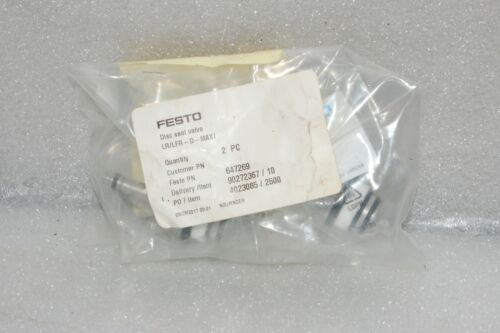 FESTO
Disc seat valve
LR/LFR-D-MAXI
Quantity 2 PC
Customer PN
Festo PN 647269
Delivery /Item 90272367 / 10
PO / Item 4023085 / 2500